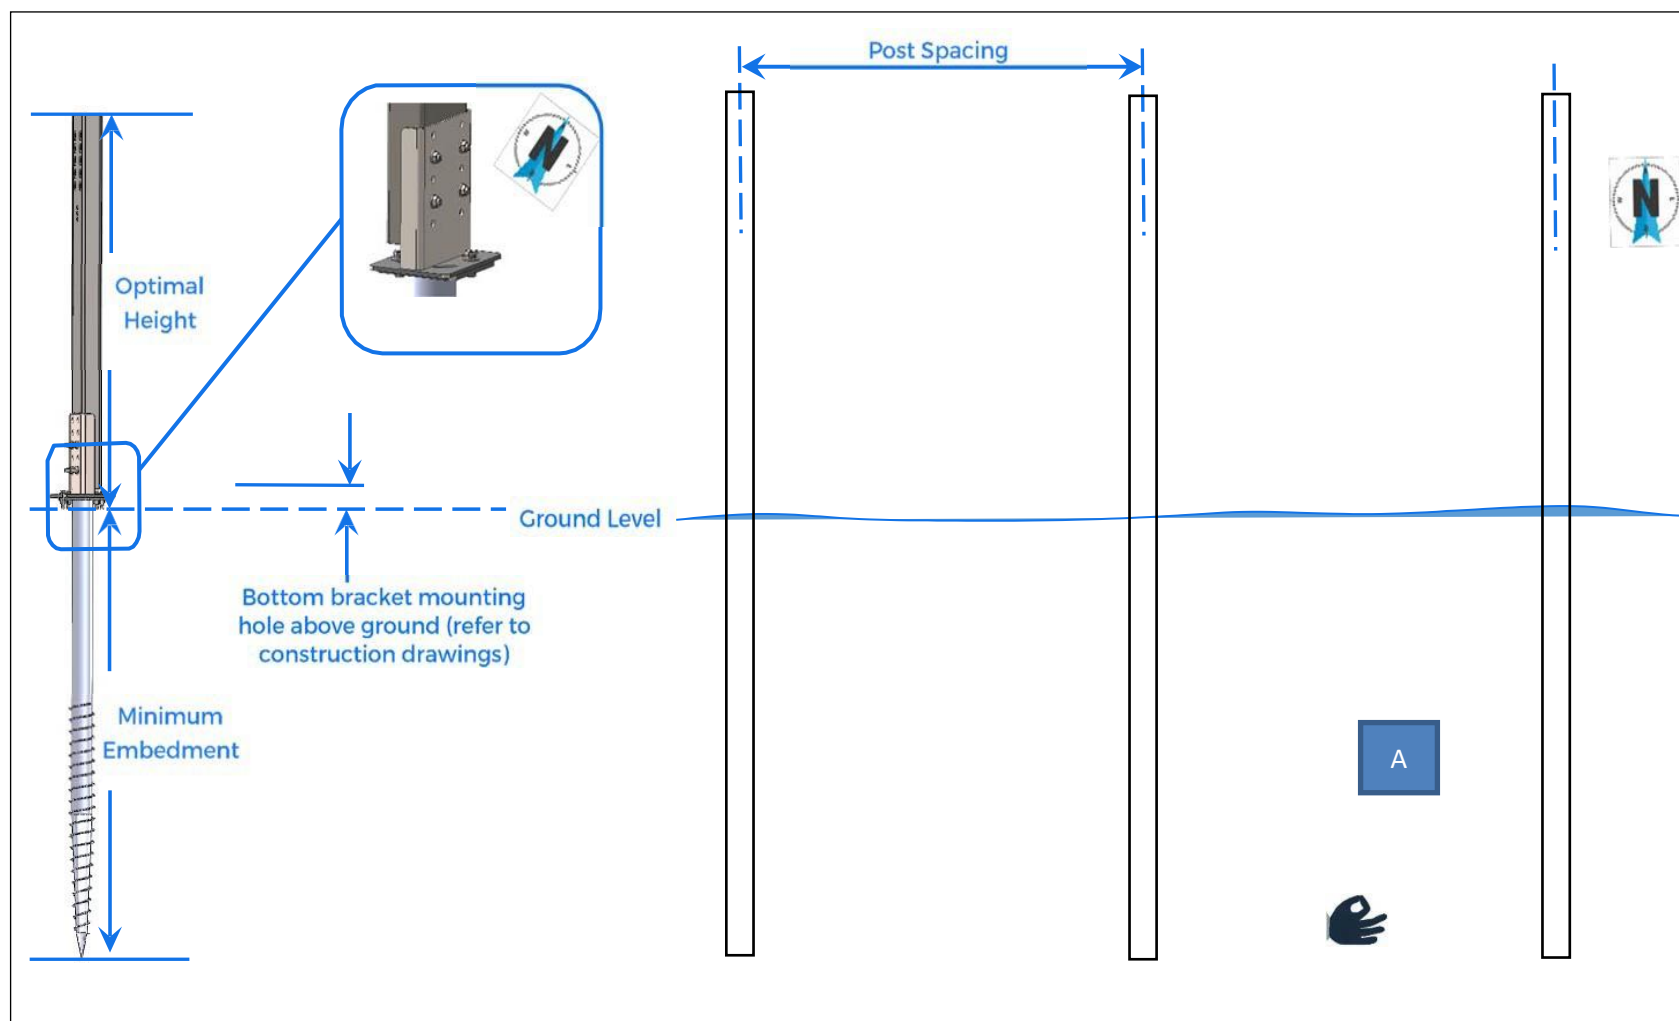 Post Spacing
N
N
Optimal
Height
Ground Level
Bottom bracket mounting
hole above ground (refer to
construction drawings)
Minimum
Embedment
A